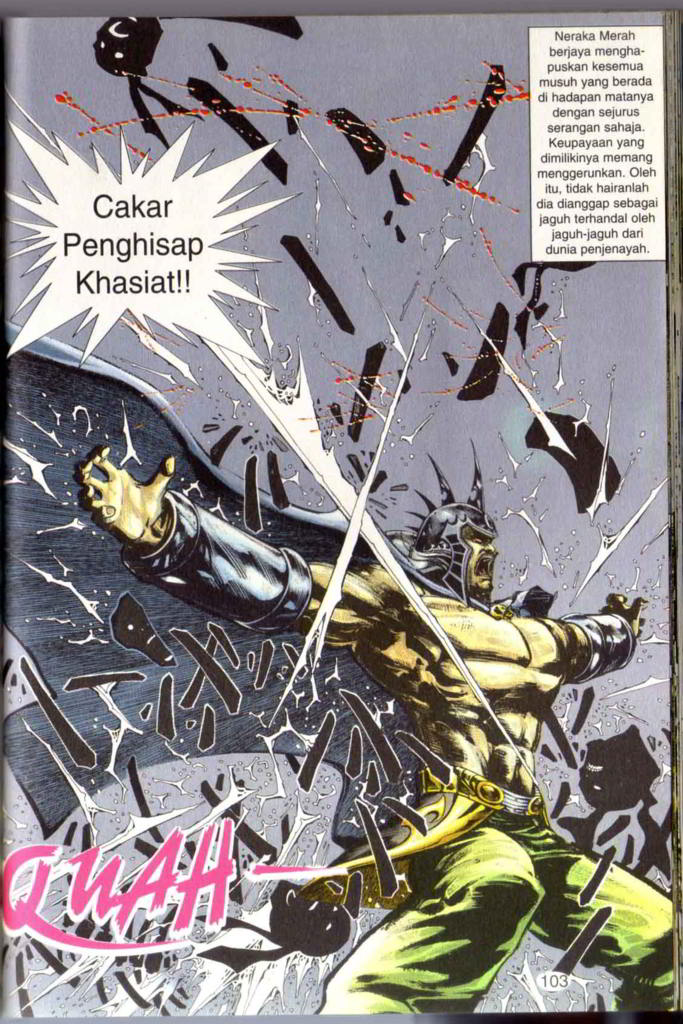 Neraka Merah
berjaya mengha-
puskan kesemua
musuh yang berada
di hadapan matanya
dengan sejurus
serangan sahaja.
Keupayaan yang
dimilikinya memang
menggerunkan. Oleh
itu, tidak hairanlah
dia dianggap sebagai
jaguh terhandal oleh
jaguh-jaguh dari
dunia penjenayah.
Cakar
Penghisap
Khasiat!!
QUAH—
103